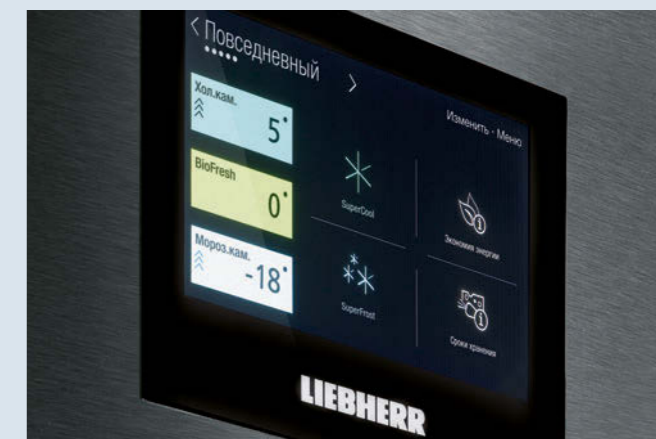 < Повседневный >
Изменить · Меню
Хол.кам.
5°
BioFresh
0°
Мороз.кам.
-18°
SuperCool
Экономия энергии
SuperFrost
Сроки хранения
LIEBHERR